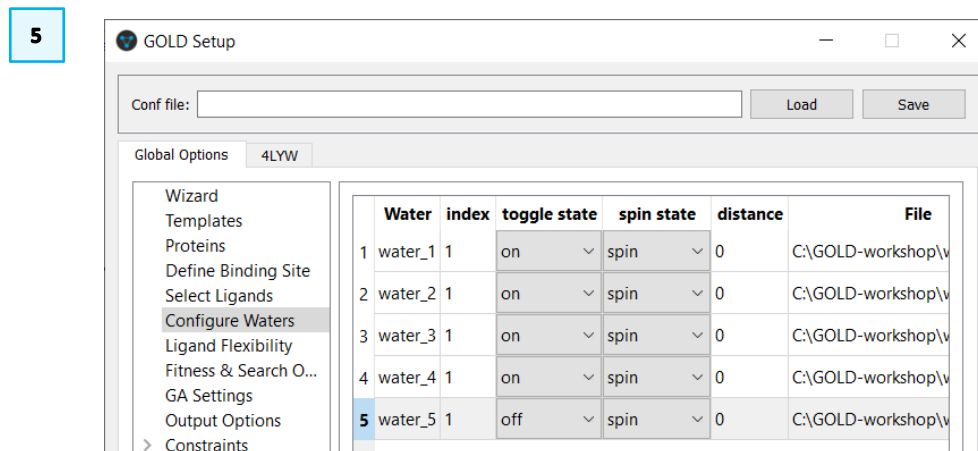 5
GOLD Setup
Conf file: Load Save
Global Options 4LYW
Wizard
Templates
Proteins
Define Binding Site
Select Ligands
Configure Waters
Ligand Flexibility
Fitness & Search O...
GA Settings
Output Options
Constraints
Water index toggle state spin state distance File
1 water_1 1 on spin 0 C:\GOLD-workshop\
2 water_2 1 on spin 0 C:\GOLD-workshop\
3 water_3 1 on spin 0 C:\GOLD-workshop\
4 water_4 1 on spin 0 C:\GOLD-workshop\
5 water_5 1 off spin 0 C:\GOLD-workshop\